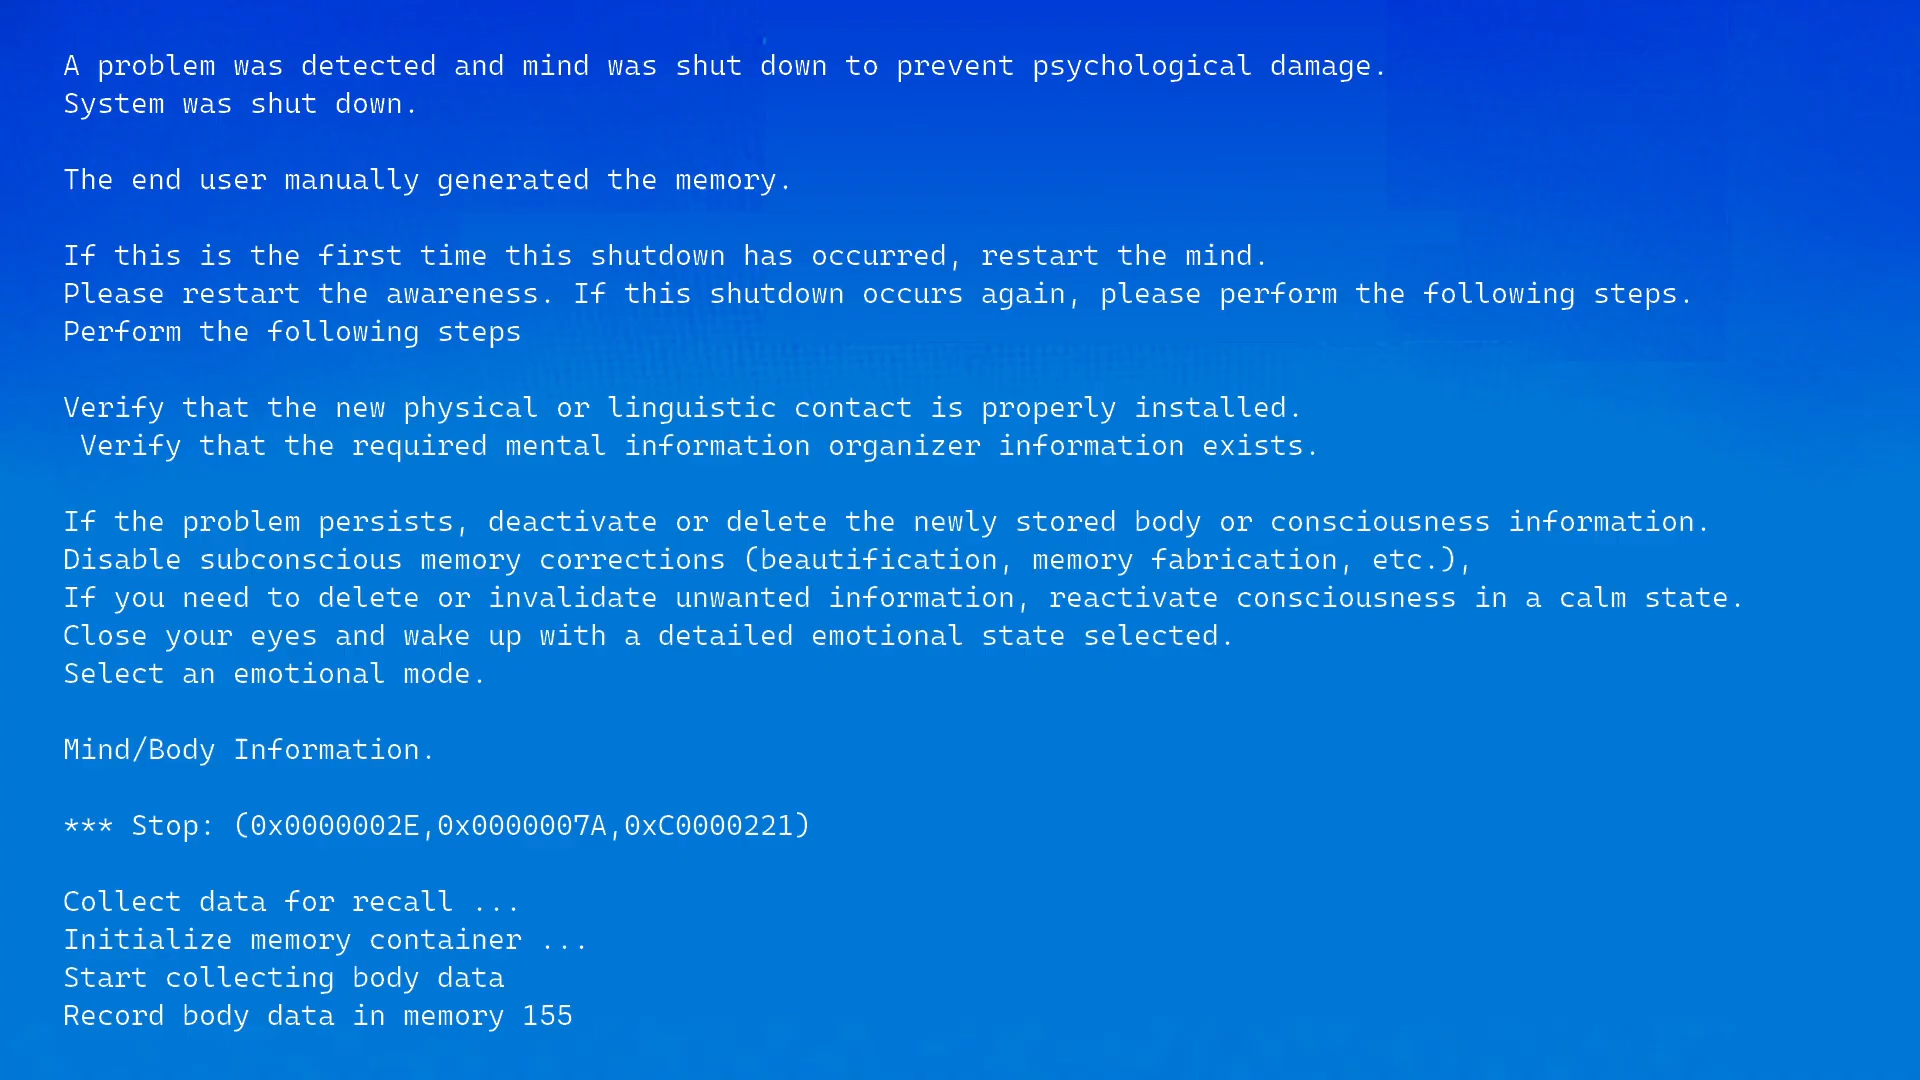 A problem was detected and mind was shut down to prevent psychological damage.
System was shut down.
The end user manually generated the memory.
If this is the first time this shutdown has occurred, restart the mind.
Please restart the awareness. If this shutdown occurs again, please perform the following steps.
Perform the following steps
Verify that the new physical or linguistic contact is properly installed.
Verify that the required mental information organizer information exists.
If the problem persists, deactivate or delete the newly stored body or consciousness information.
Disable subconscious memory corrections (beautification, memory fabrication, etc.),
If you need to delete or invalidate unwanted information, reactivate consciousness in a calm state.
Close your eyes and wake up with a detailed emotional state selected.
Select an emotional mode.
Mind/Body Information.
*** Stop: (0x0000002E,0x0000007A,0xC0000221)
Collect data for recall ...
Initialize memory container ...
Start collecting body data
Record body data in memory 155